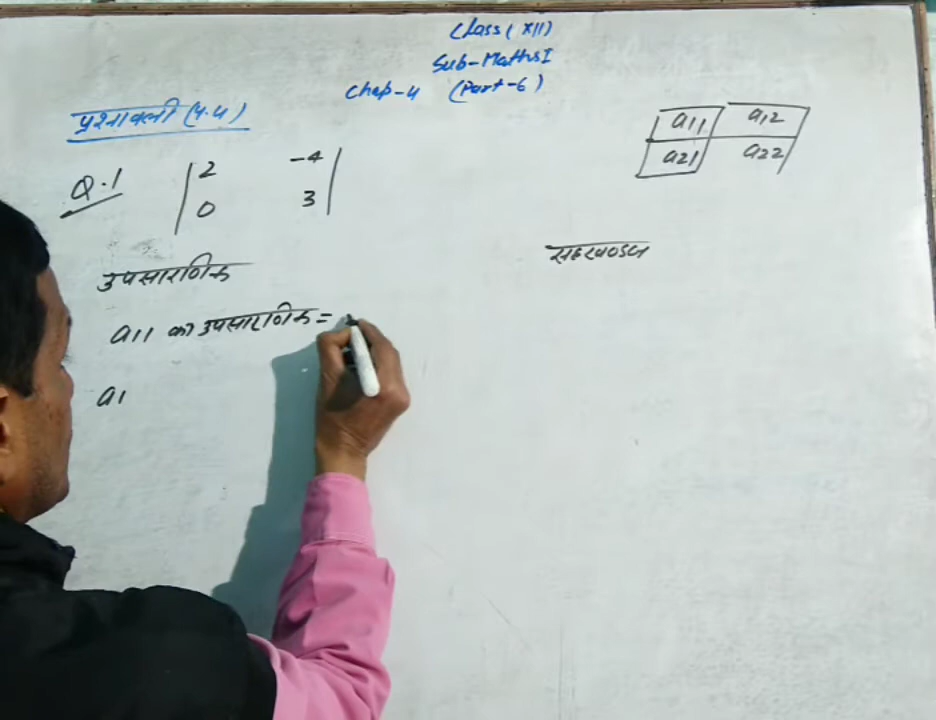 Class (XII)
Sub-Maths I
Chap-4 (Part-6)
प्रश्नावली (4.4)
a11 a12
a21 a22
Q.1 | 2 -4 |
| 0 3 |
उपसारणिक
सहखण्डज
a11 का उपसारणिक =
a1